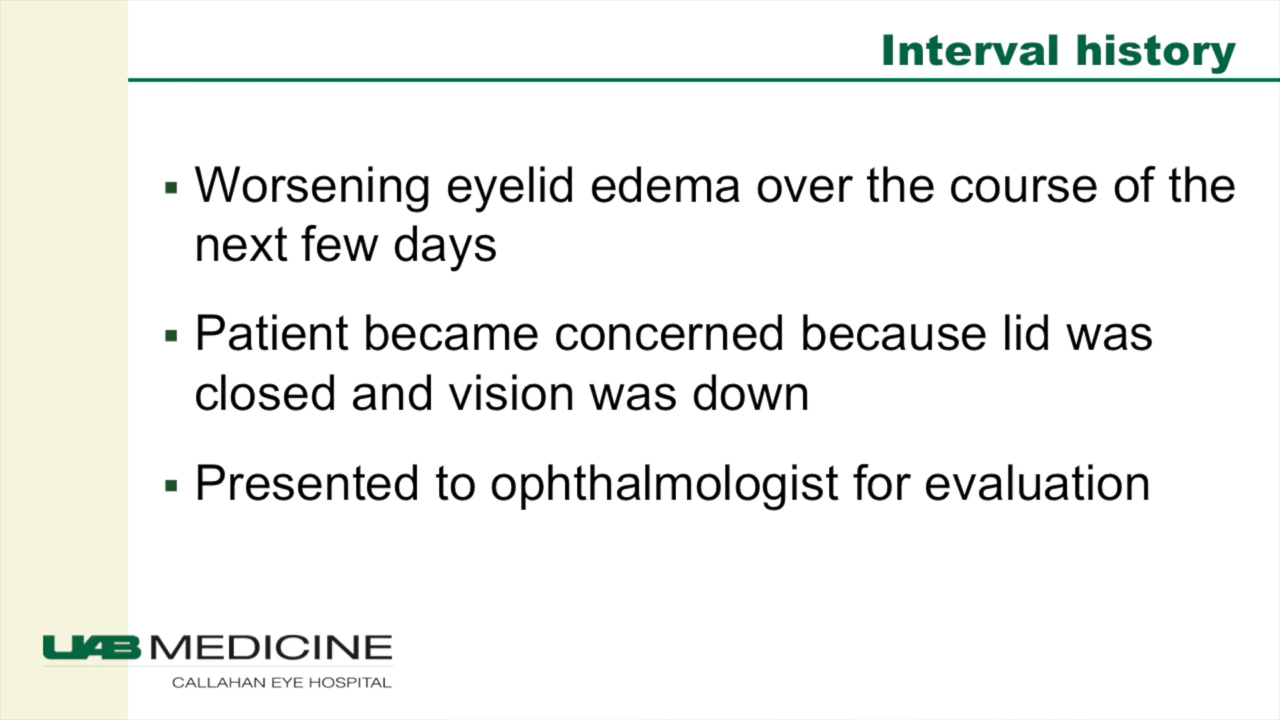 Interval history
▪ Worsening eyelid edema over the course of the
next few days
▪ Patient became concerned because lid was
closed and vision was down
▪ Presented to ophthalmologist for evaluation
UAB MEDICINE
CALLAHAN EYE HOSPITAL